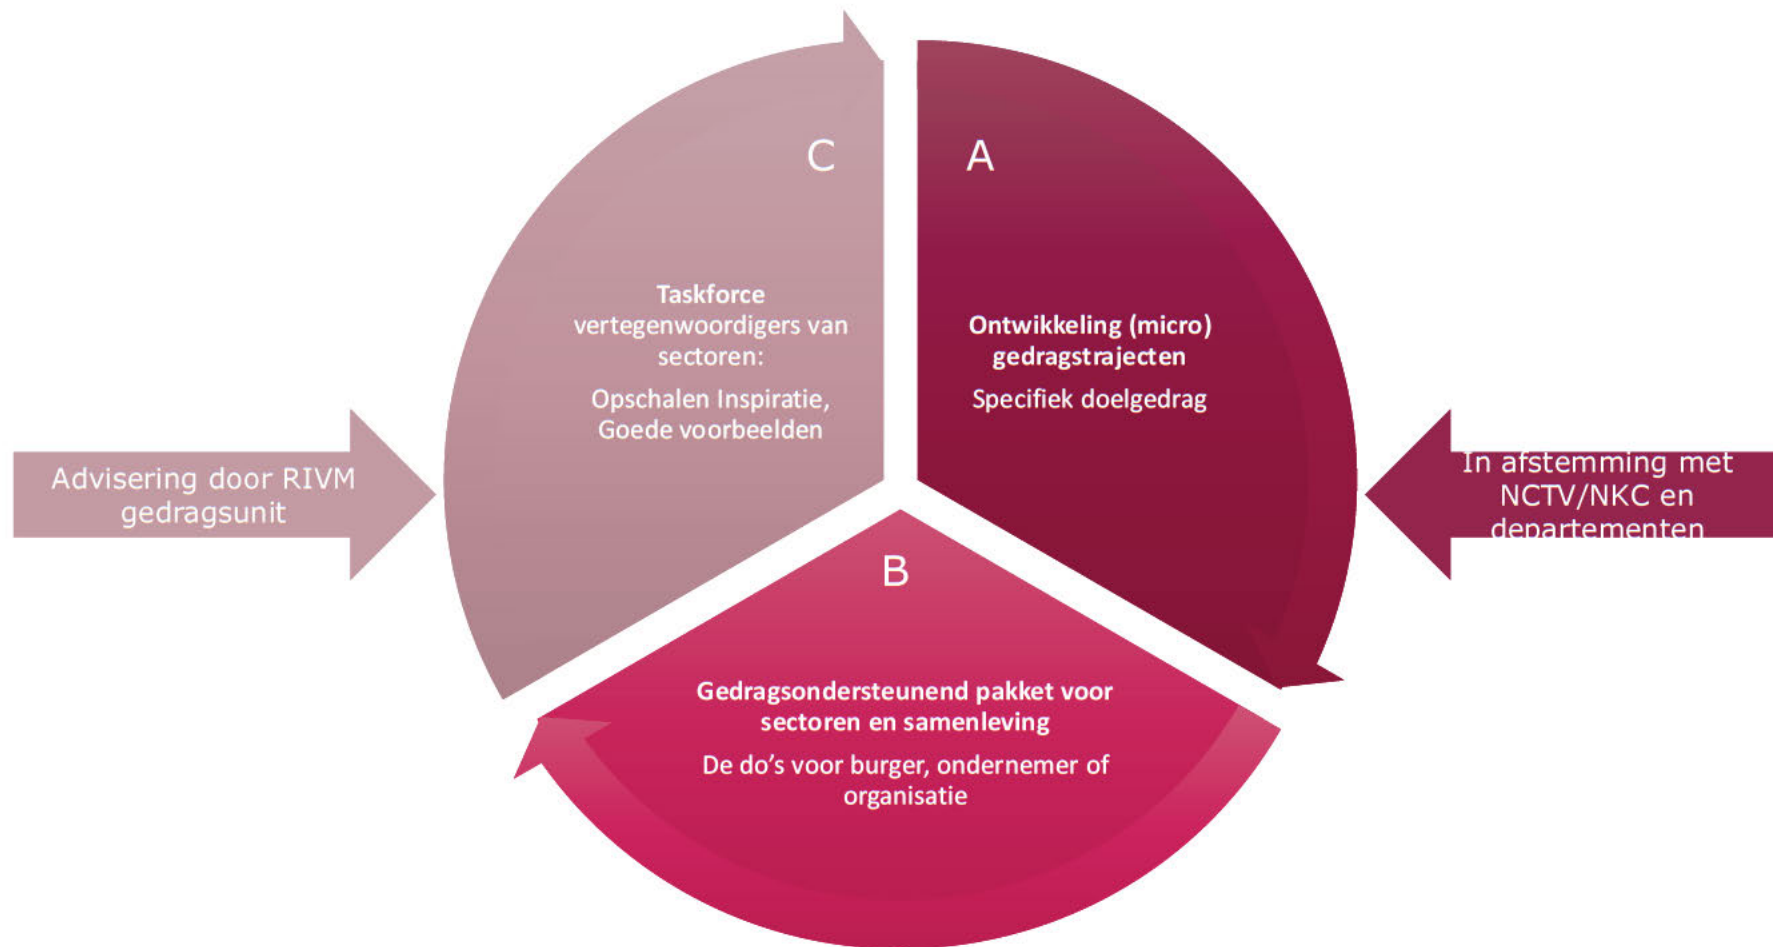 C
Taskforce
vertegenwoordigers van
sectoren:
Opschalen Inspiratie,
Goede voorbeelden
A
Ontwikkeling (micro)
gedragstrajecten
Specifiek doelgedrag
Advisering door RIVM
gedragsunit
In afstemming met
NCTV/NKC en
departementen
B
Gedragsondersteunend pakket voor
sectoren en samenleving
De do’s voor burger, ondernemer of
organisatie